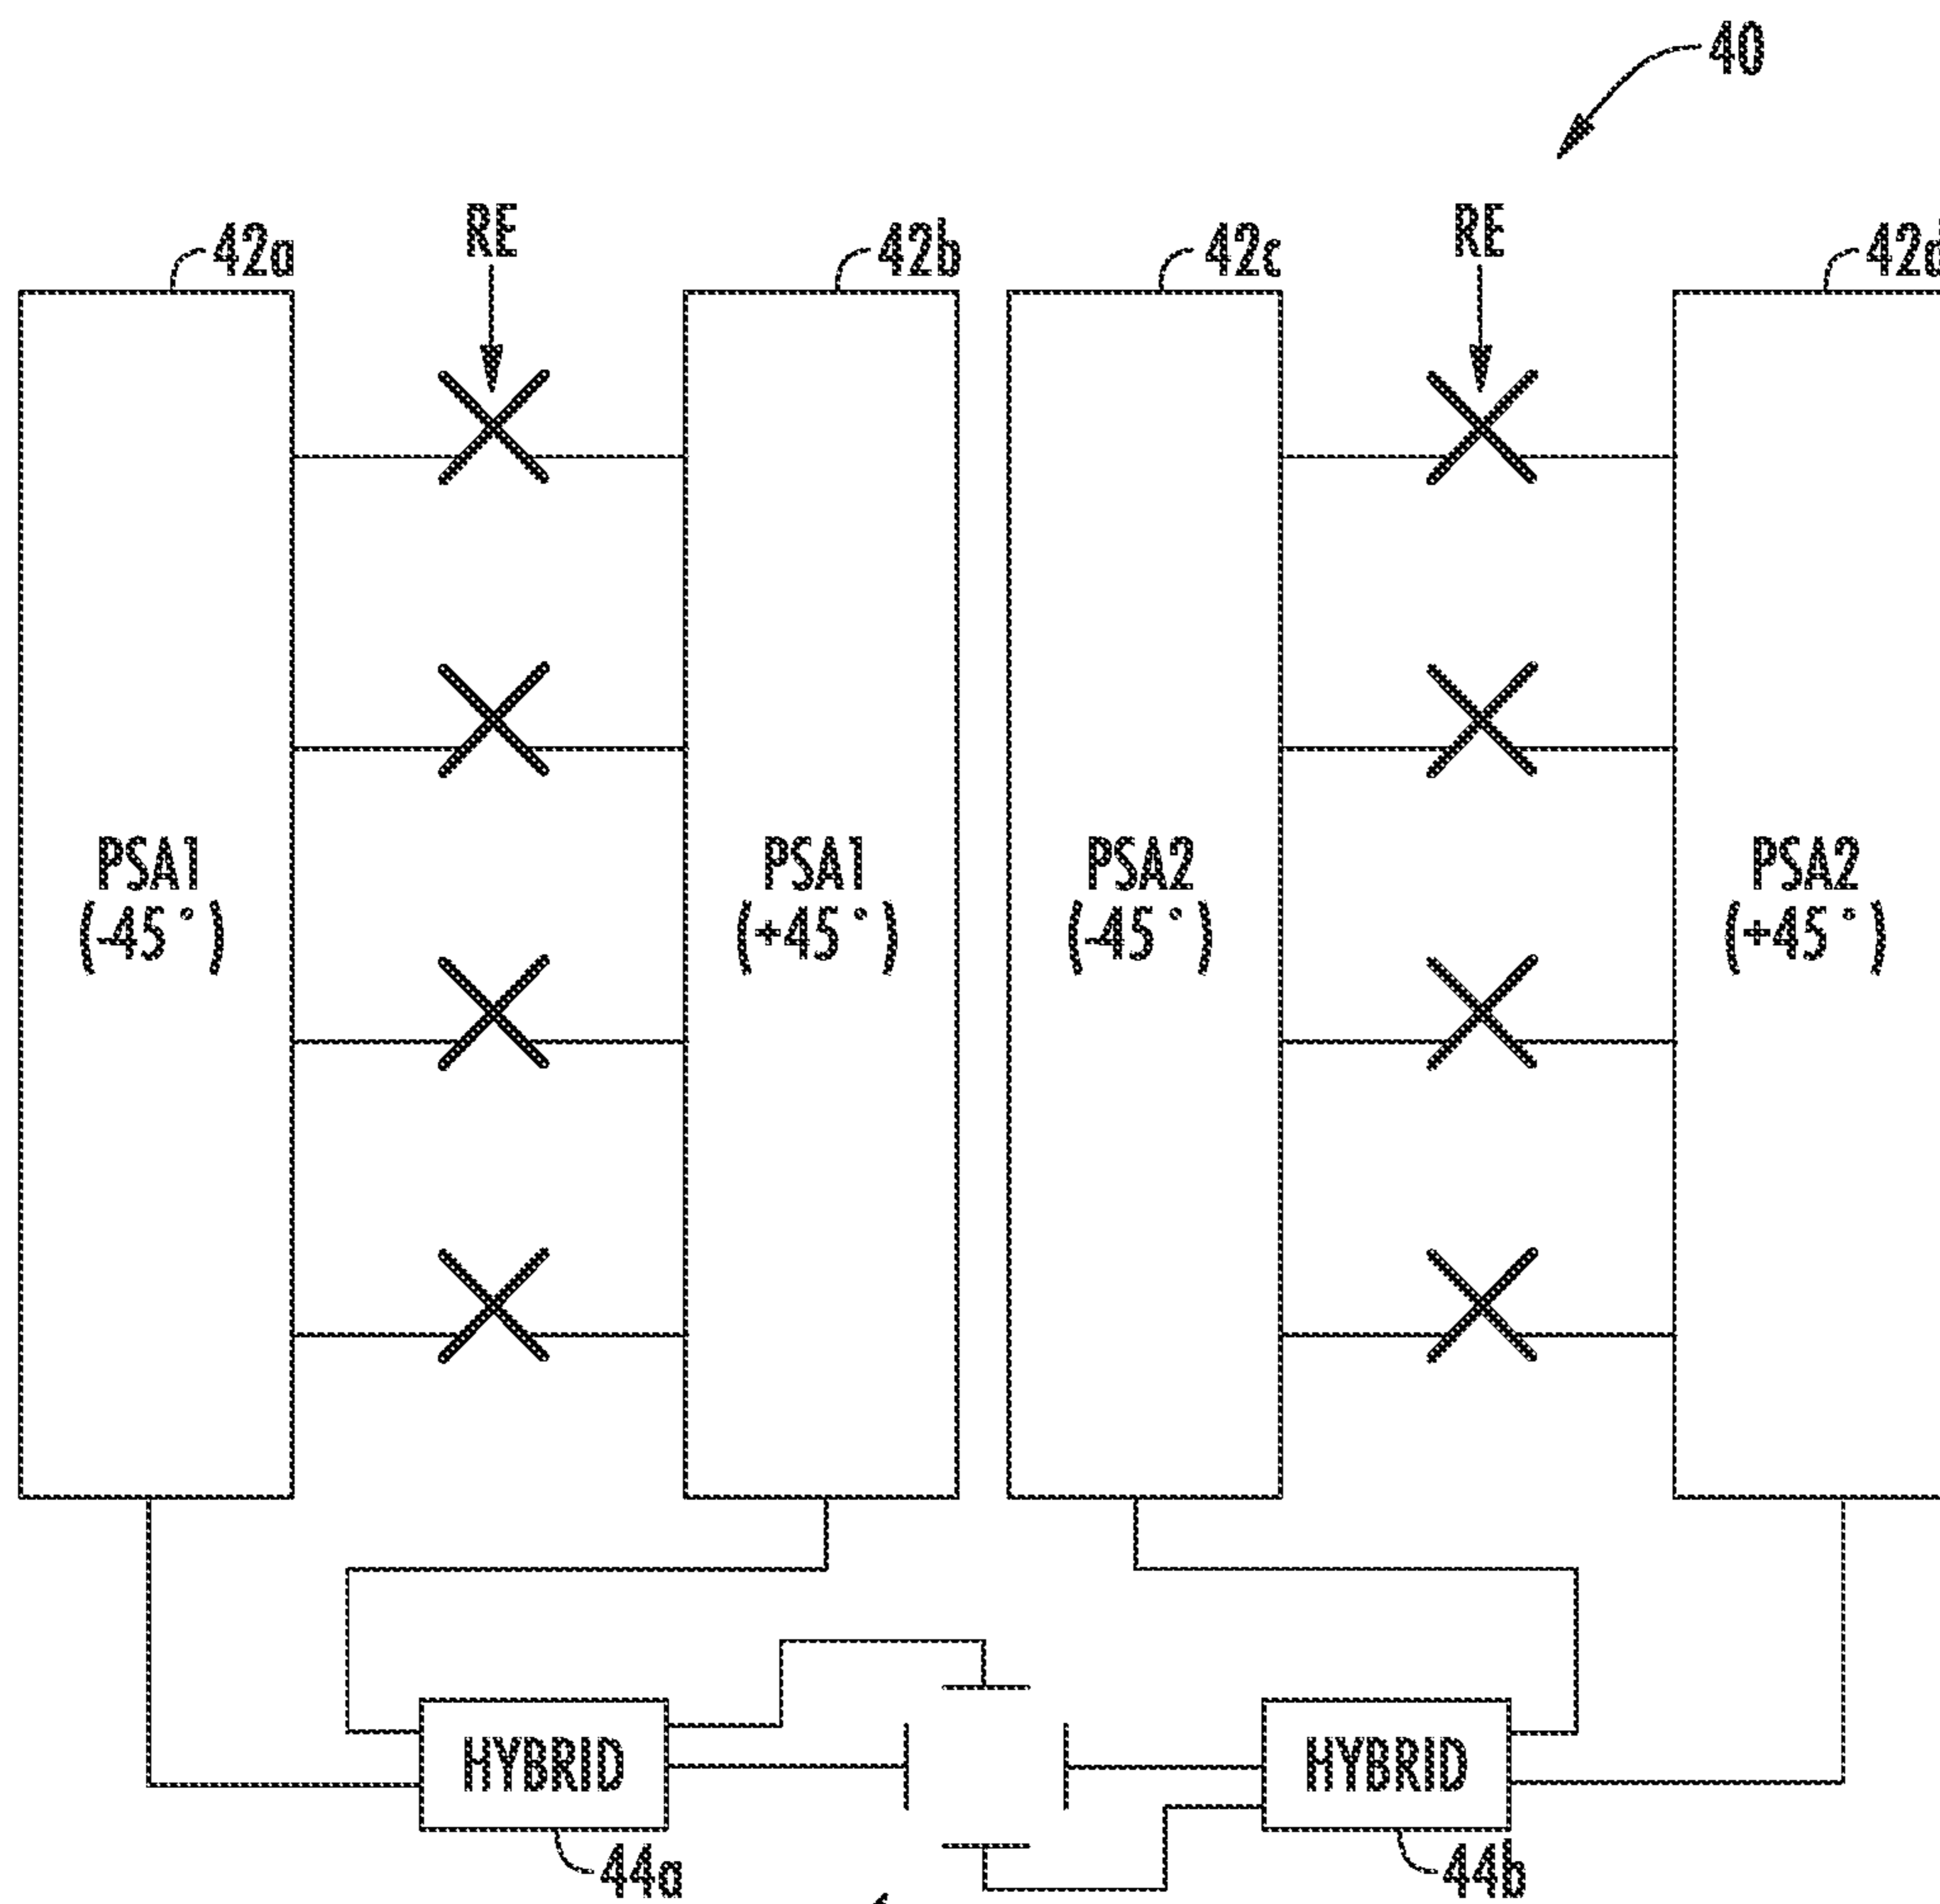 40
42a
RE
42b
42c
RE
42d
PSA1
(-45°)
PSA1
(+45°)
PSA2
(-45°)
PSA2
(+45°)
HYBRID
HYBRID
44a
44b